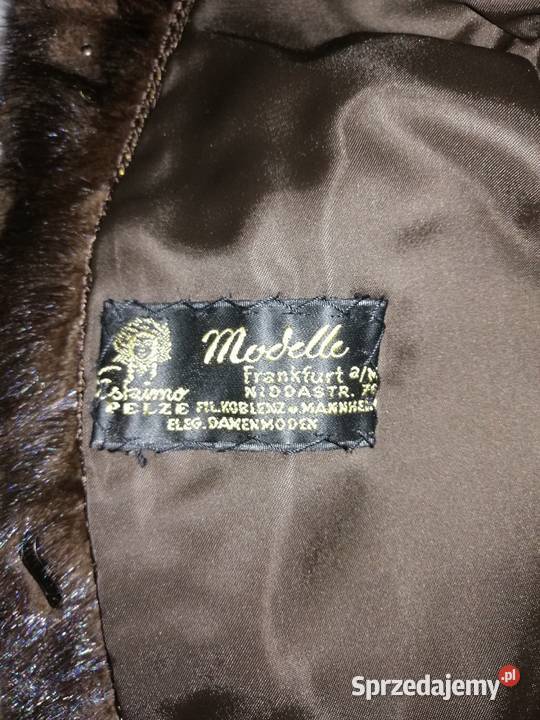 Modelle
Frankfurt a/M.
Eskimo NIDDASTR.
PELZE FIL.KOBLENZ u MANNHEIM
ELEG.DAMENMODEN
Sprzedajemy.pl